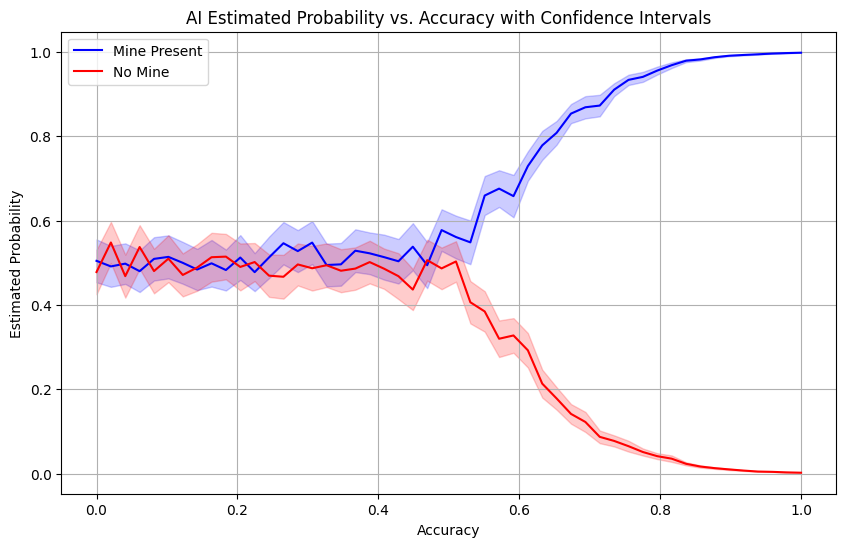 AI Estimated Probability vs. Accuracy with Confidence Intervals
Mine Present
No Mine
Estimated Probability
1.0
0.8
0.6
0.4
0.2
0.0
0.0 0.2 0.4 0.6 0.8 1.0
Accuracy